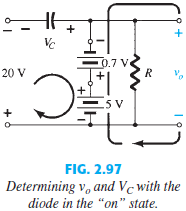 – +
V_C
–
+
–
0.7 V
+
R
v_o
20 V
+
5 V
+
–
–
FIG. 2.97
Determining v_o and V_C with the
diode in the "on" state.